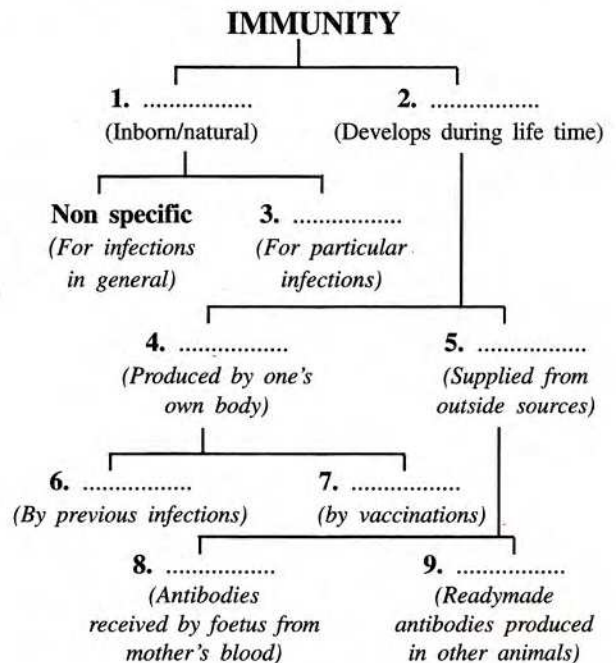 IMMUNITY
1. ..................
2. ..................
(Inborn/natural)
(Develops during life time)
Non specific
(For infections
in general)
3. ..................
(For particular
infections)
4. ..................
(Produced by one's
own body)
5. ..................
(Supplied from
outside sources)
6. ..................
(By previous infections)
7. ..................
(by vaccinations)
8. ..................
(Antibodies
received by foetus from
mother's blood)
9. ..................
(Readymade
antibodies produced
in other animals)